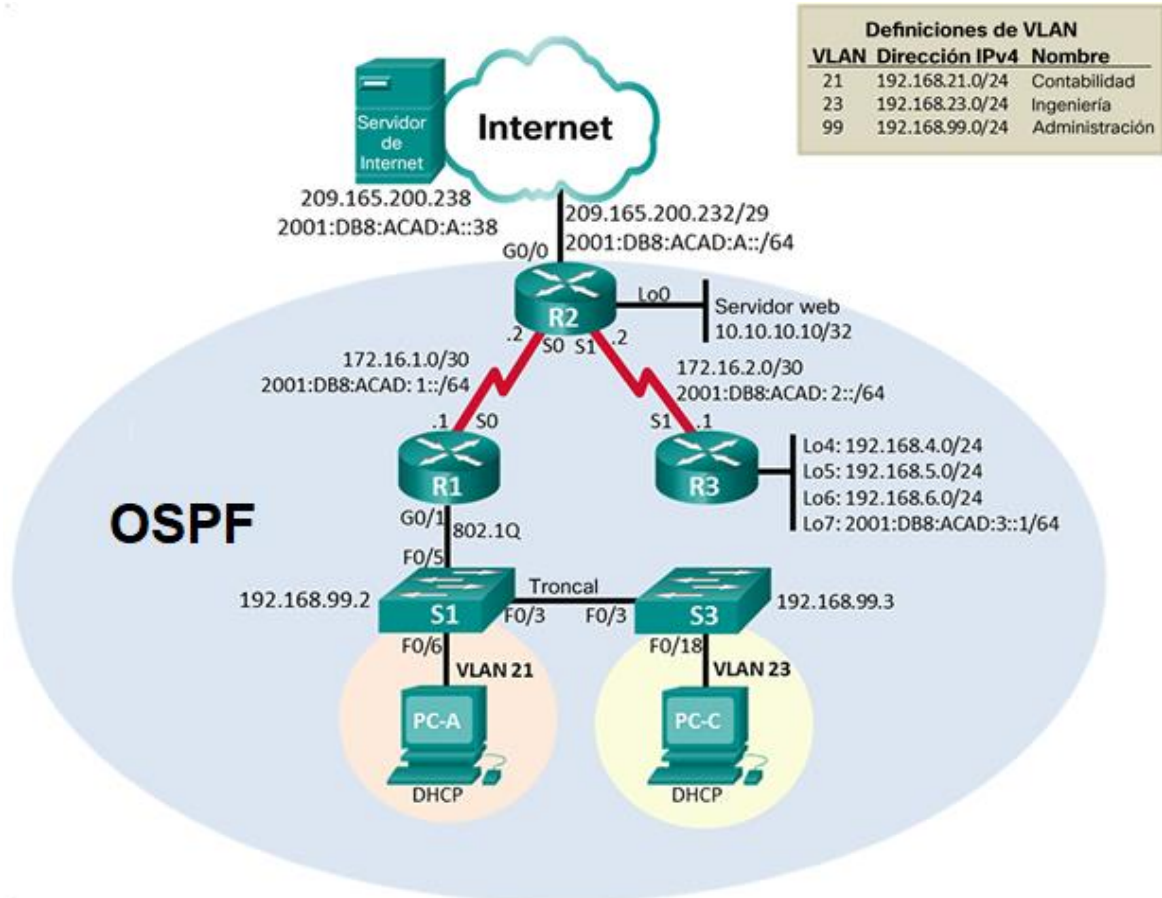 Definiciones de VLAN
VLAN Dirección IPv4 Nombre
21 192.168.21.0/24 Contabilidad
23 192.168.23.0/24 Ingeniería
99 192.168.99.0/24 Administración
Servidor
de
Internet
Internet
209.165.200.238
2001:DB8:ACAD:A::38
209.165.200.232/29
2001:DB8:ACAD:A::/64
G0/0
R2
Lo0
Servidor web
10.10.10.10/32
.2
S0
S1
.2
172.16.1.0/30
2001:DB8:ACAD: 1::/64
172.16.2.0/30
2001:DB8:ACAD: 2::/64
.1
S0
S1
.1
R1
R3
Lo4: 192.168.4.0/24
Lo5: 192.168.5.0/24
Lo6: 192.168.6.0/24
Lo7: 2001:DB8:ACAD:3::1/64
OSPF
G0/1
802.1Q
F0/5
Troncal
192.168.99.2
S1
F0/3
F0/3
S3
192.168.99.3
F0/6
VLAN 21
F0/18
VLAN 23
PC-A
PC-C
DHCP
DHCP